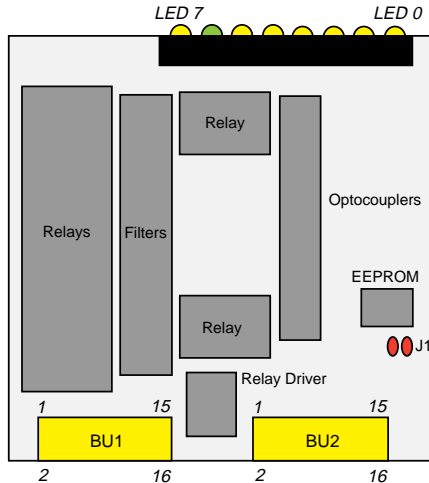 LED 7 LED 0
Relay
Optocouplers
Relays Filters
EEPROM
Relay
J1
Relay Driver
1 15 1 15
BU1 BU2
2 16 2 16